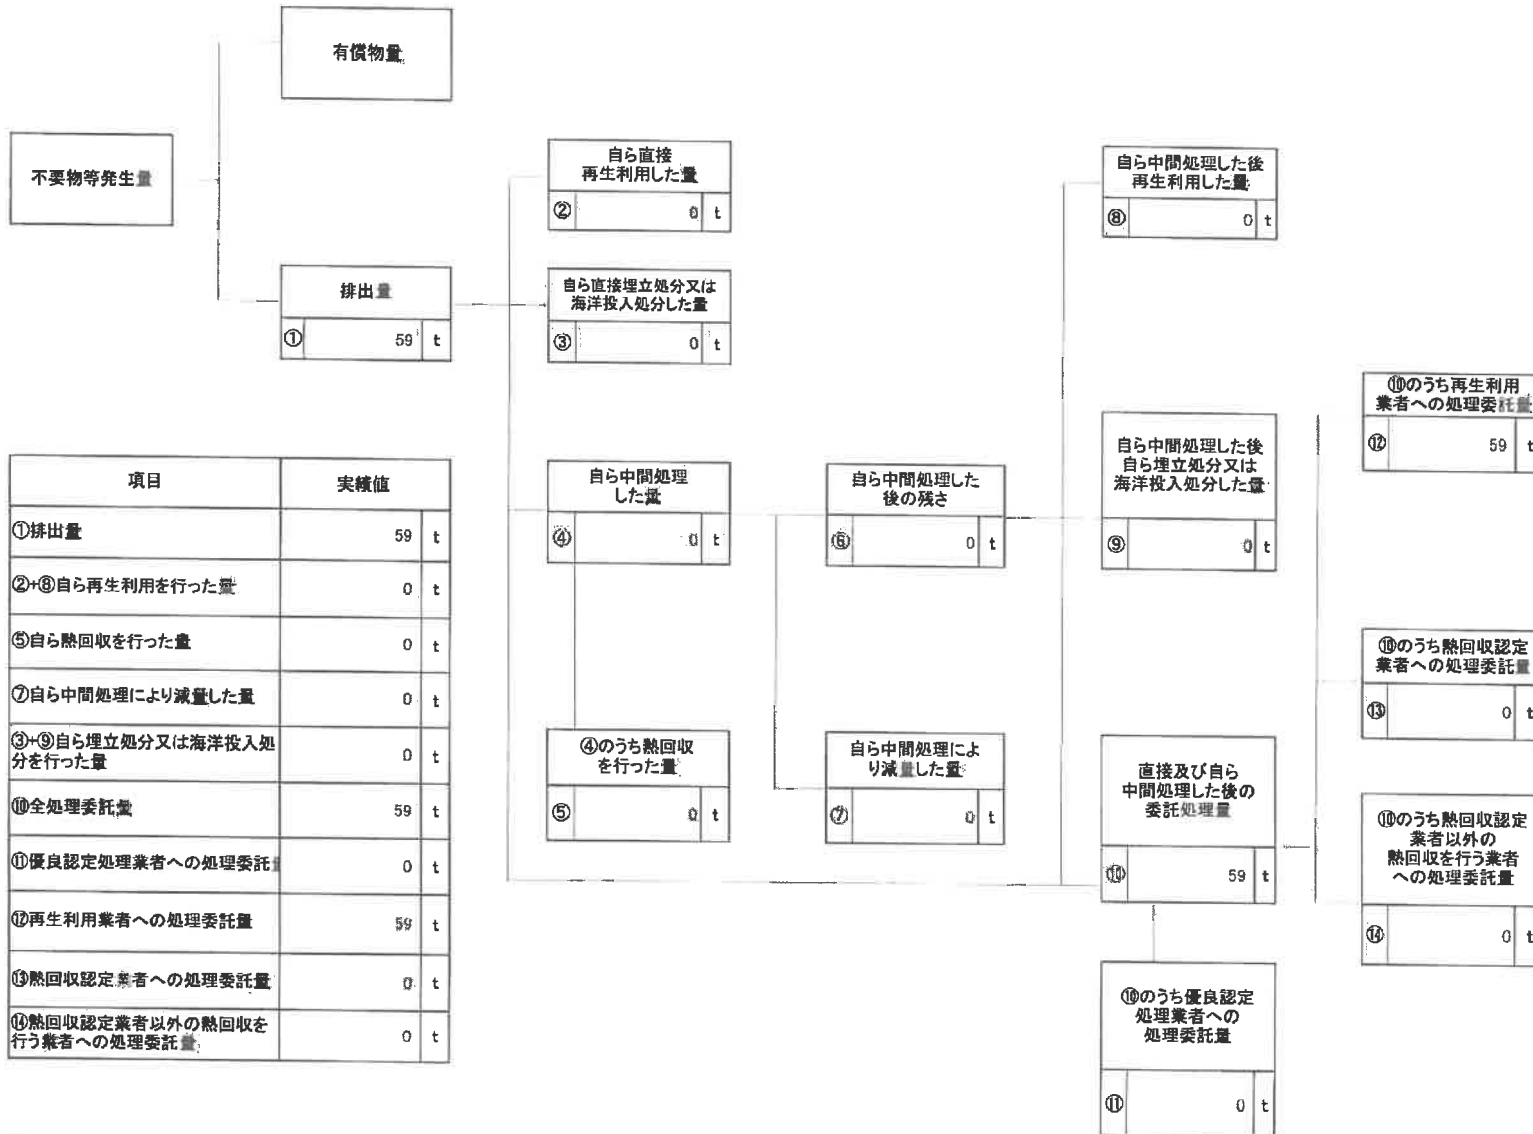 有償物量
不要物等発生量
排出量
① 59 t
自ら直接
再生利用した量
② 0 t
自ら直接埋立処分又は
海洋投入処分した量
③ 0 t
自ら中間処理
した量
④ 0 t
④のうち熱回収
を行った量
⑤ 0 t
自ら中間処理した
後の残さ
⑥ 0 t
自ら中間処理によ
り減量した量
⑦ 0 t
自ら中間処理した後
再生利用した量
⑧ 0 t
自ら中間処理した後
自ら埋立処分又は
海洋投入処分した量
⑨ 0 t
直接及び自ら
中間処理した後の
委託処理量
⑩ 59 t
⑩のうち優良認定
処理業者への
処理委託量
⑪ 0 t
⑩のうち再生利用
業者への処理委託量
⑫ 59 t
⑩のうち熱回収認定
業者への処理委託量
⑬ 0 t
⑩のうち熱回収認定
業者以外の
熱回収を行う業者
への処理委託量
⑭ 0 t
項目 実績値
①排出量 59 t
②+⑧自ら再生利用を行った量 0 t
⑤自ら熱回収を行った量 0 t
⑦自ら中間処理により減量した量 0 t
③+⑨自ら埋立処分又は海洋投入処
分を行った量 0 t
⑩全処理委託量 59 t
⑪優良認定処理業者への処理委託量 0 t
⑫再生利用業者への処理委託量 59 t
⑬熱回収認定業者への処理委託量 0 t
⑭熱回収認定業者以外の熱回収を
行う業者への処理委託量 0 t